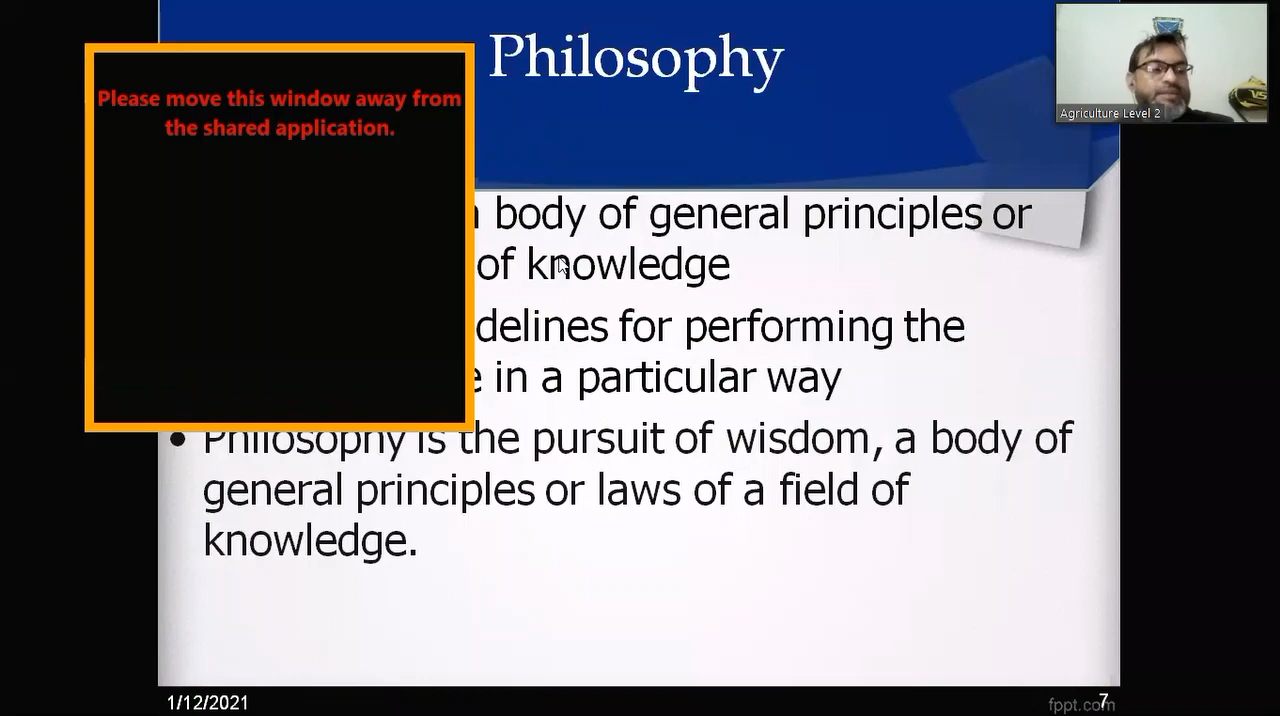 Philosophy
Please move this window away from
the shared application.
Agriculture Level 2
body of general principles or
of knowledge
for performing the
in a particular way
• Philosophy is the pursuit of wisdom, a body of
general principles or laws of a field of
knowledge.
1/12/2021
fppt.com
7